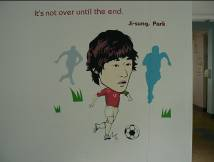 It's not over until the end.
Ji-sung, Park